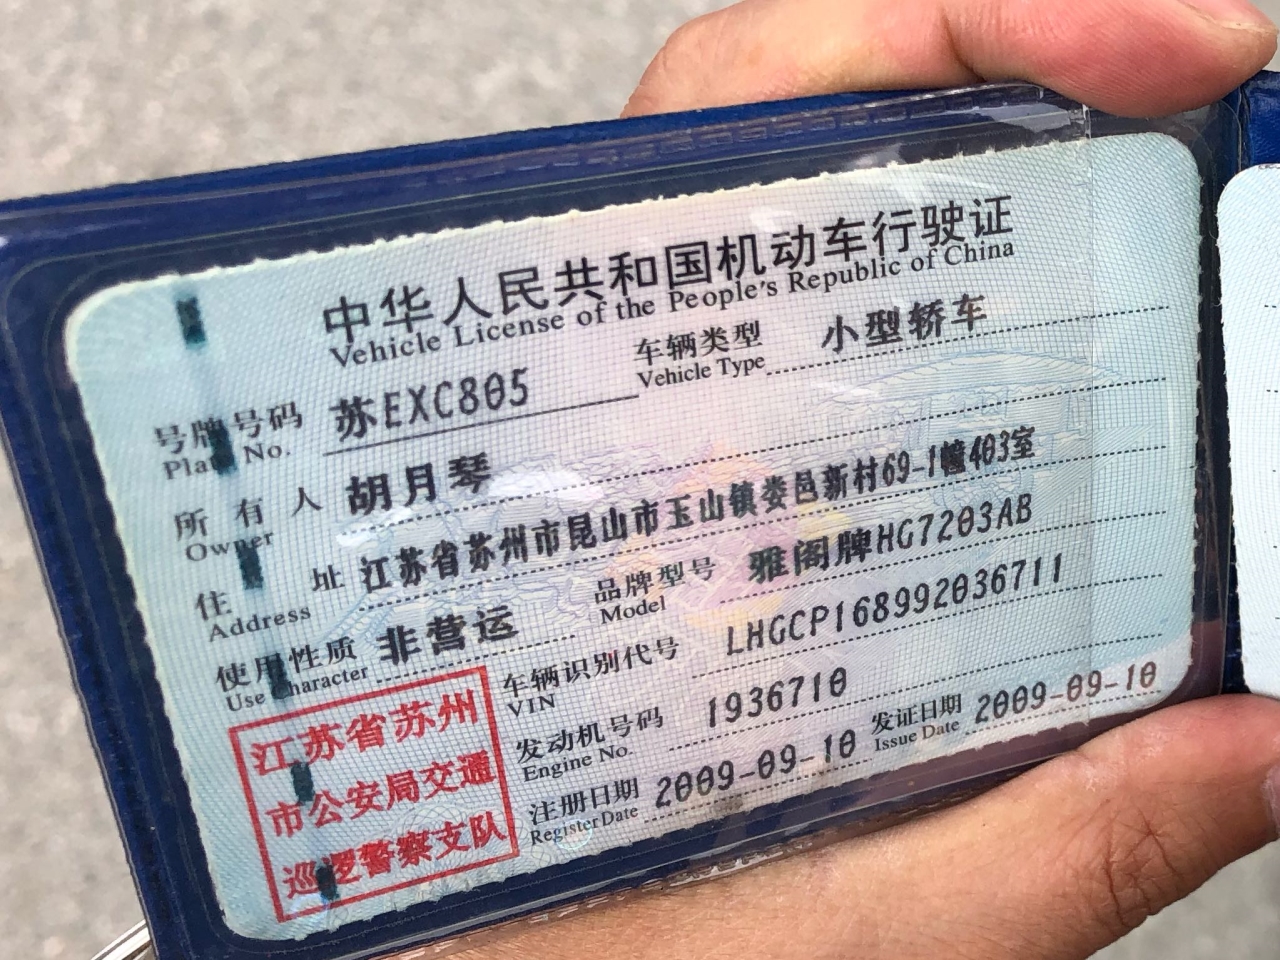 中华人民共和国机动车行驶证
Vehicle License of the People's Republic of China
号牌号码 苏EXC805 车辆类型 小型轿车
Plate No. Vehicle Type
所有人 胡月琴
Owner
住址 江苏省苏州市昆山市玉山镇娄邑新村69-1幢403室
Address
使用性质 非营运 品牌型号 雅阁牌HG7203AB
Use Character Model
车辆识别代号 LHGCP168992036711
VIN
发动机号码 1936710
Engine No.
注册日期 2009-09-10 发证日期 2009-09-10
Register Date Issue Date
江苏省苏州
市公安局交通
巡逻警察支队